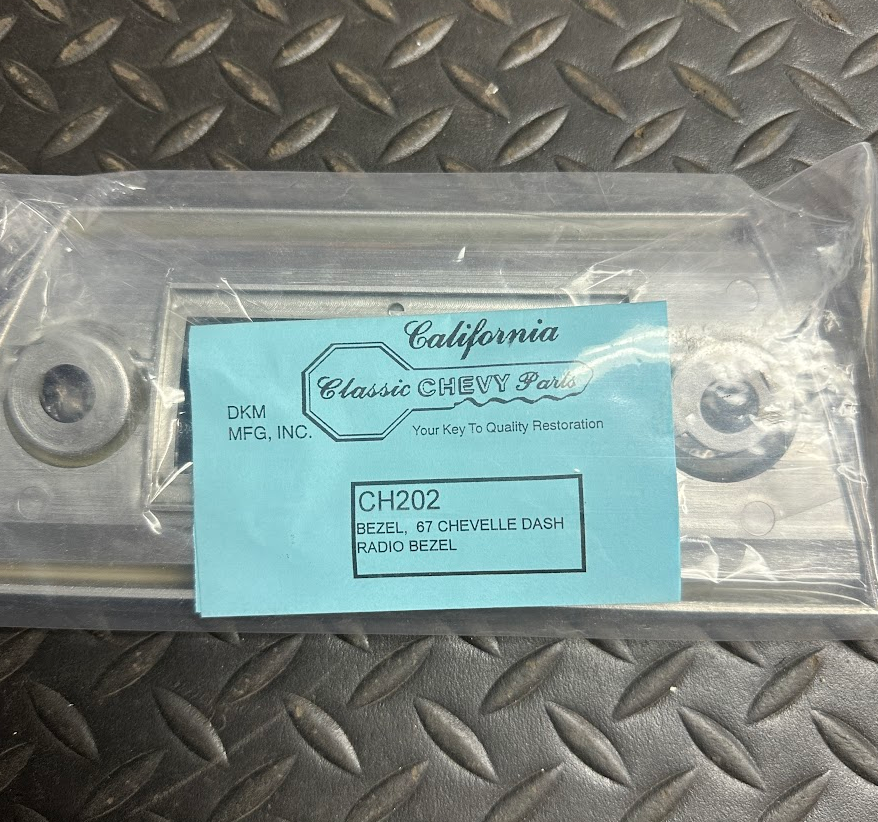 California
Classic CHEVY Parts
DKM
MFG, INC.
Your Key To Quality Restoration
CH202
BEZEL, 67 CHEVELLE DASH
RADIO BEZEL